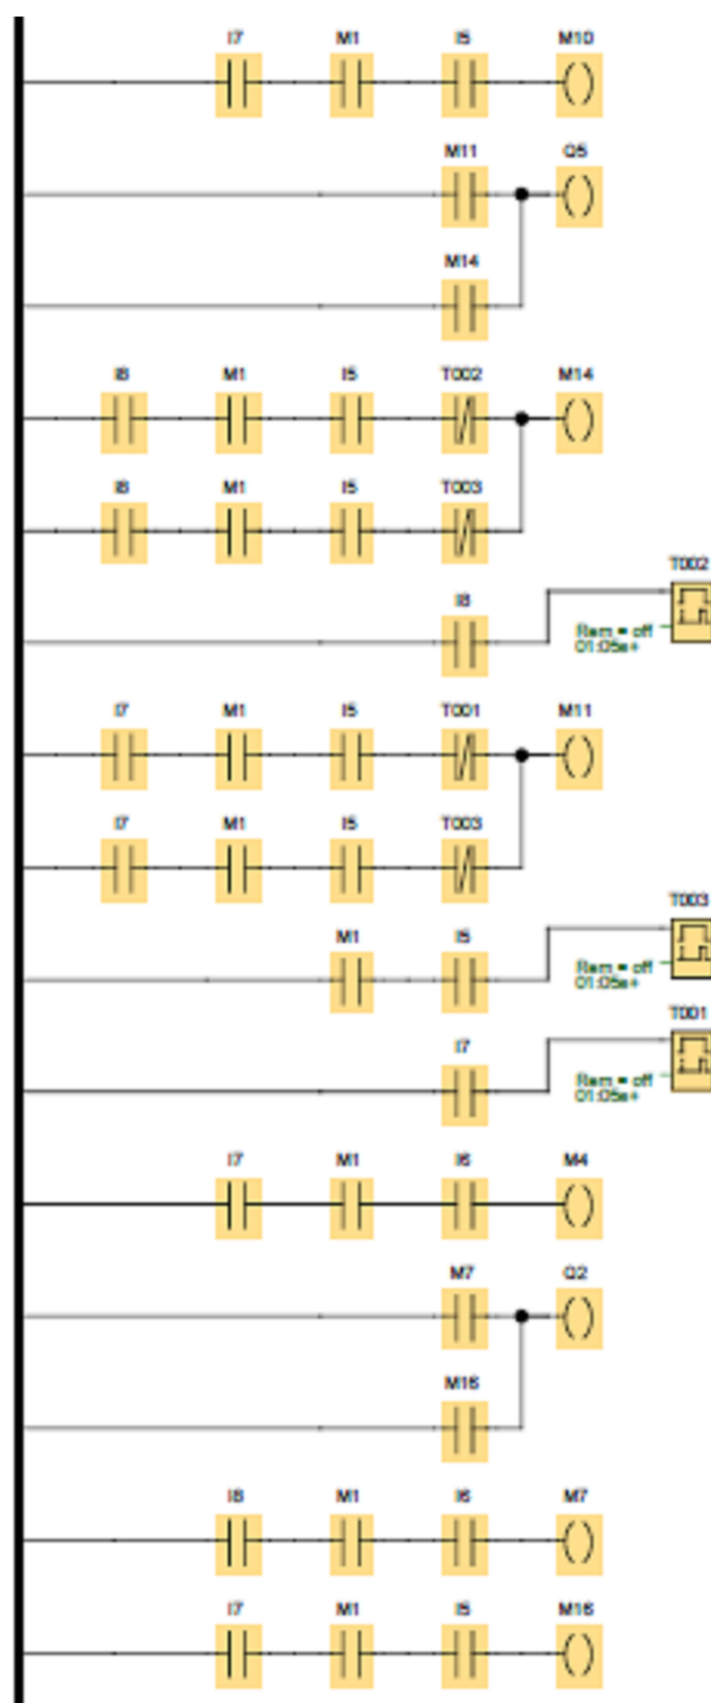 I7 M1 I5 M10
M11 Q5
M14
I8 M1 I5 T002 M14
I8 M1 I5 T003
T002
I8
Rem = off
01:05s+
I7 M1 I5 T001 M11
I7 M1 I5 T003
T003
M1 I5
Rem = off
01:05s+
T001
I7
Rem = off
01:05s+
I7 M1 I6 M4
M7 Q2
M16
I8 M1 I6 M7
I7 M1 I5 M16